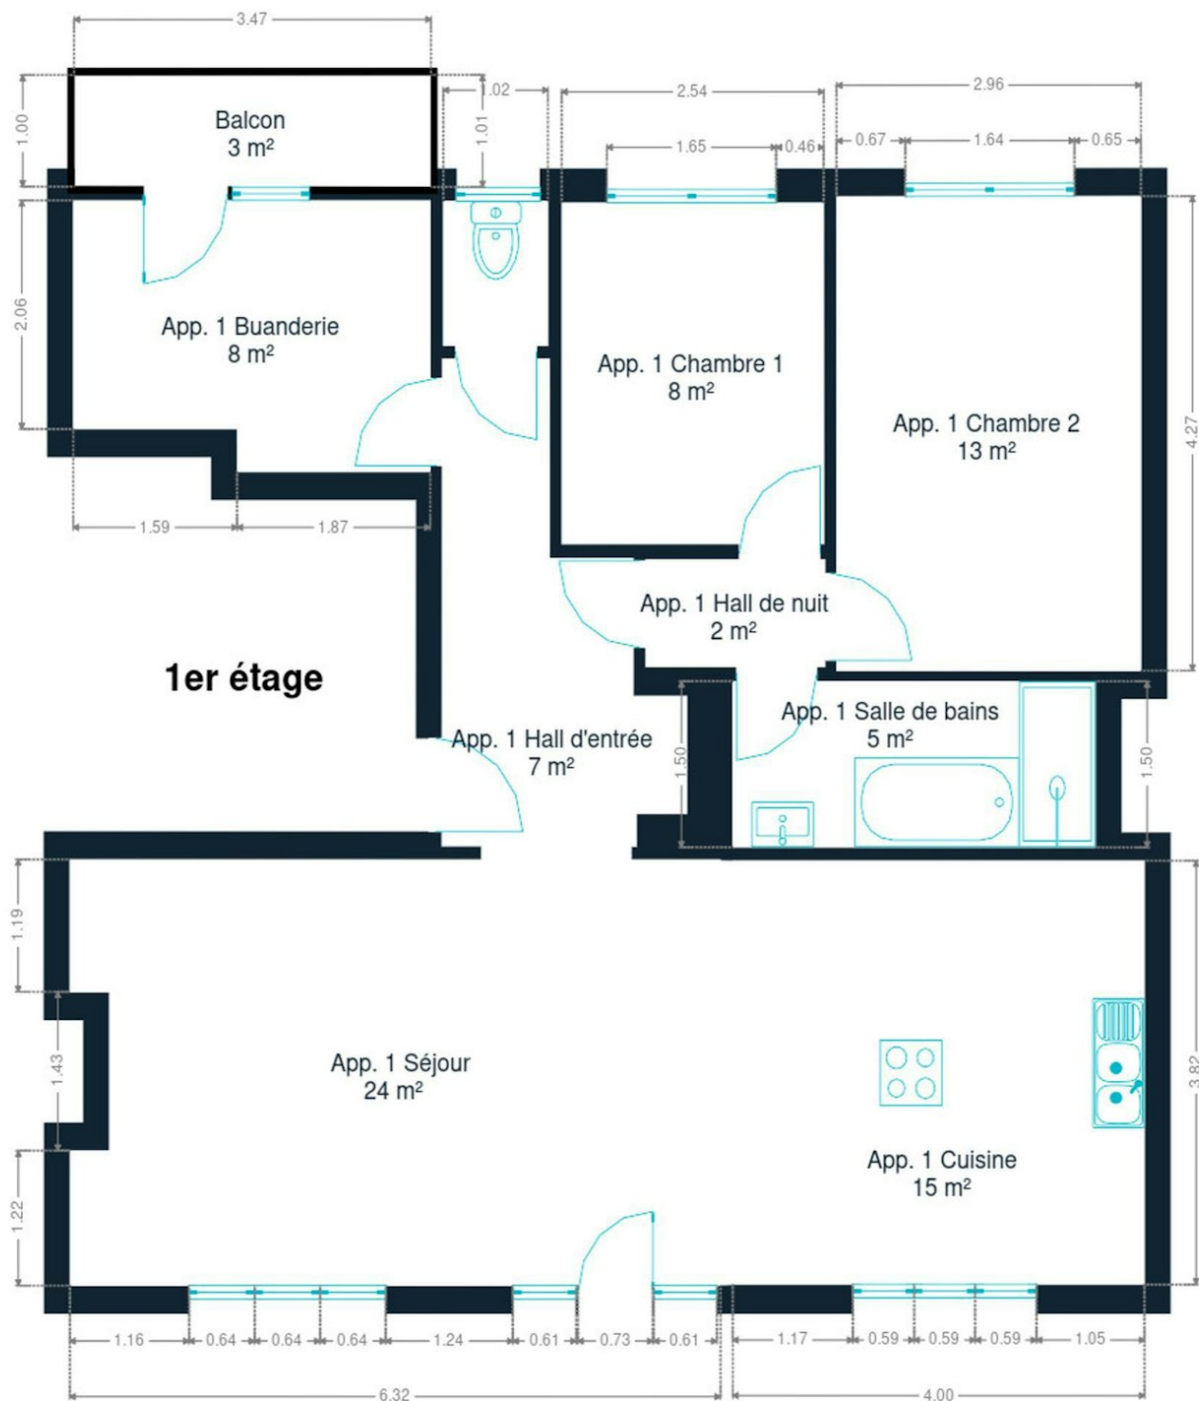 3.47
1.00
Balcon
3 m²
1.01
1.02
2.54
1.65
0.46
2.96
0.67
1.64
0.65
2.06
App. 1 Buanderie
8 m²
App. 1 Chambre 1
8 m²
App. 1 Chambre 2
13 m²
4.27
1.59
1.87
App. 1 Hall de nuit
2 m²
1er étage
App. 1 Hall d'entrée
7 m²
1.50
App. 1 Salle de bains
5 m²
1.50
1.19
1.43
1.22
App. 1 Séjour
24 m²
App. 1 Cuisine
15 m²
3.82
1.16
0.64
0.64
0.64
1.24
0.61
0.73
0.61
1.17
0.59
0.59
0.59
1.05
6.32
4.00